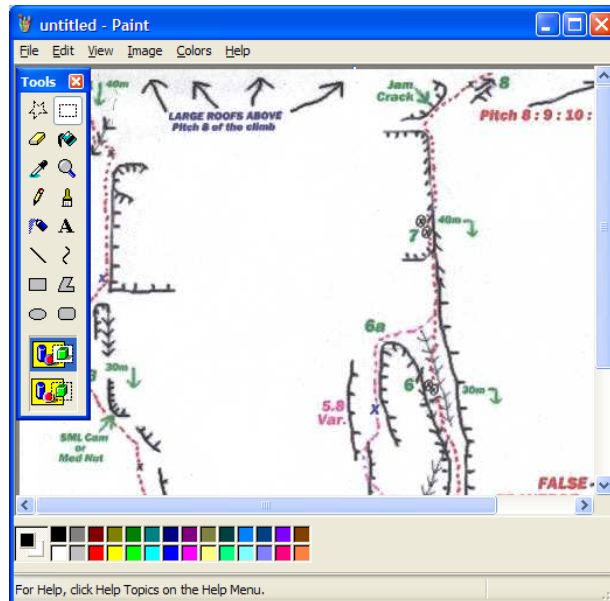 untitled - Paint
File Edit View Image Colors Help
Tools
40m
LARGE ROOFS ABOVE
Pitch 8 of the climb
Jam
Crack
8
Pitch 8 : 9 : 10 :
40m
7
6a
30m
6
30m
5.8
Var.
SML Cam
or
Med Nut
FALSE -
For Help, click Help Topics on the Help Menu.